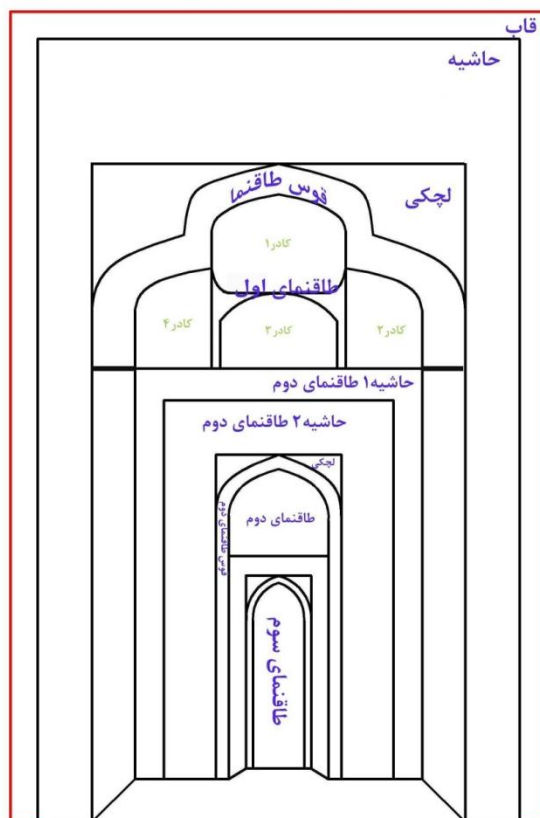 قاب
حاشیه
لچکی
قوس طاقنما
کادر۱
طاقنمای اول
کادر۲
کادر۳
کادر۴
حاشیه1 طاقنمای دوم
حاشیه۲ طاقنمای دوم
لچکی
طاقنمای دوم
قوس طاقنمای دوم
طاقنمای سوم